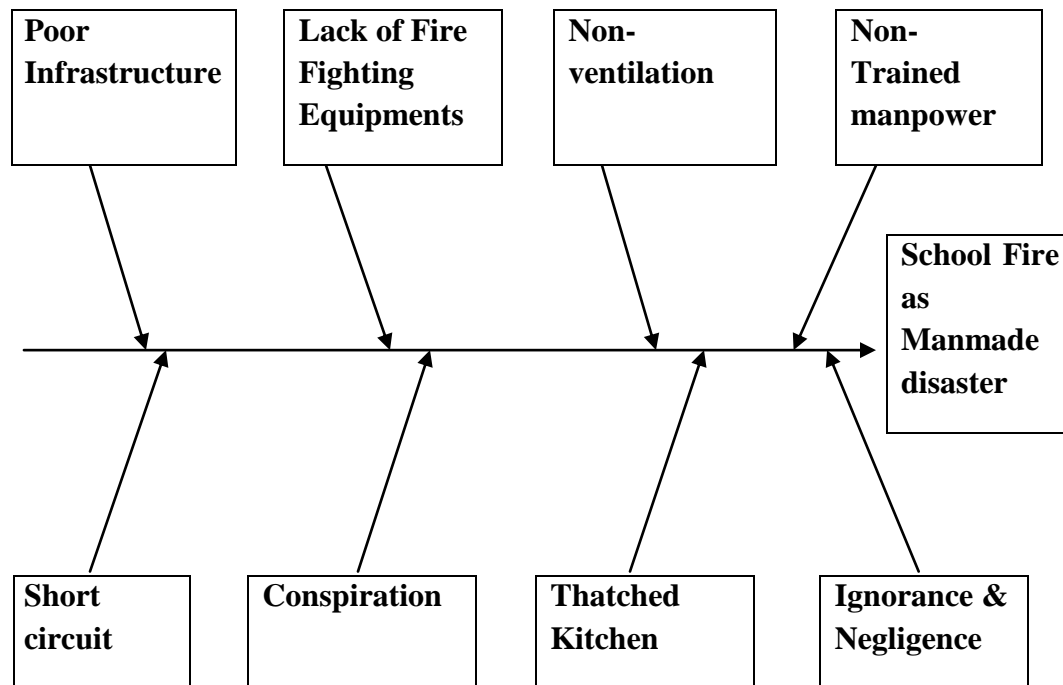 Poor
Infrastructure
Lack of Fire
Fighting
Equipments
Non-
ventilation
Non-
Trained
manpower
School Fire
as
Manmade
disaster
Short
circuit
Conspiration
Thatched
Kitchen
Ignorance &
Negligence